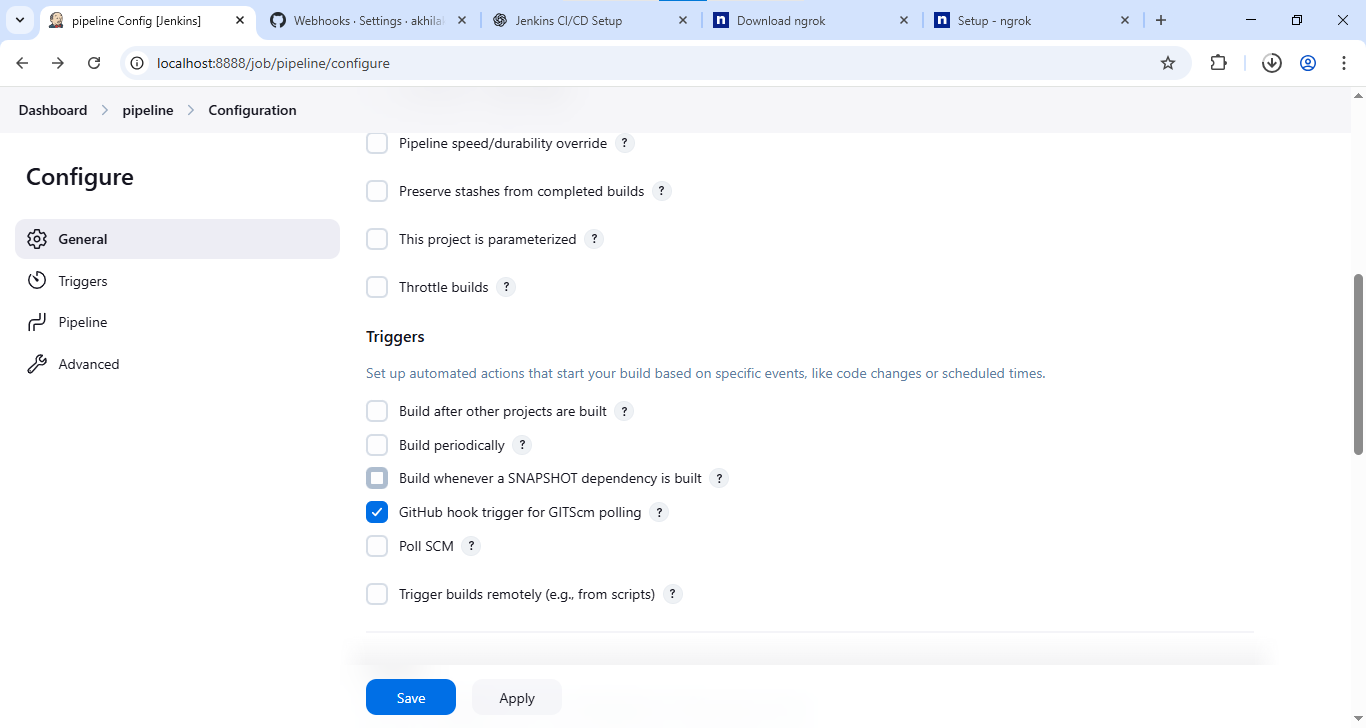 pipeline Config [Jenkins]
Webhooks · Settings · akhila
Jenkins CI/CD Setup
Download ngrok
Setup - ngrok
localhost:8888/job/pipeline/configure
Dashboard > pipeline > Configuration
Configure
General
Triggers
Pipeline
Advanced
Pipeline speed/durability override ?
Preserve stashes from completed builds ?
This project is parameterized ?
Throttle builds ?
Triggers
Set up automated actions that start your build based on specific events, like code changes or scheduled times.
Build after other projects are built ?
Build periodically ?
Build whenever a SNAPSHOT dependency is built ?
GitHub hook trigger for GITScm polling ?
Poll SCM ?
Trigger builds remotely (e.g., from scripts) ?
Save
Apply